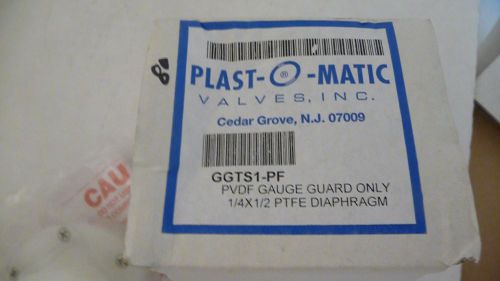 PLAST-O-MATIC
VALVES, INC.
Cedar Grove, N.J. 07009
GGTS1-PF
PVDF GAUGE GUARD ONLY
1/4X1/2 PTFE DIAPHRAGM
CAU